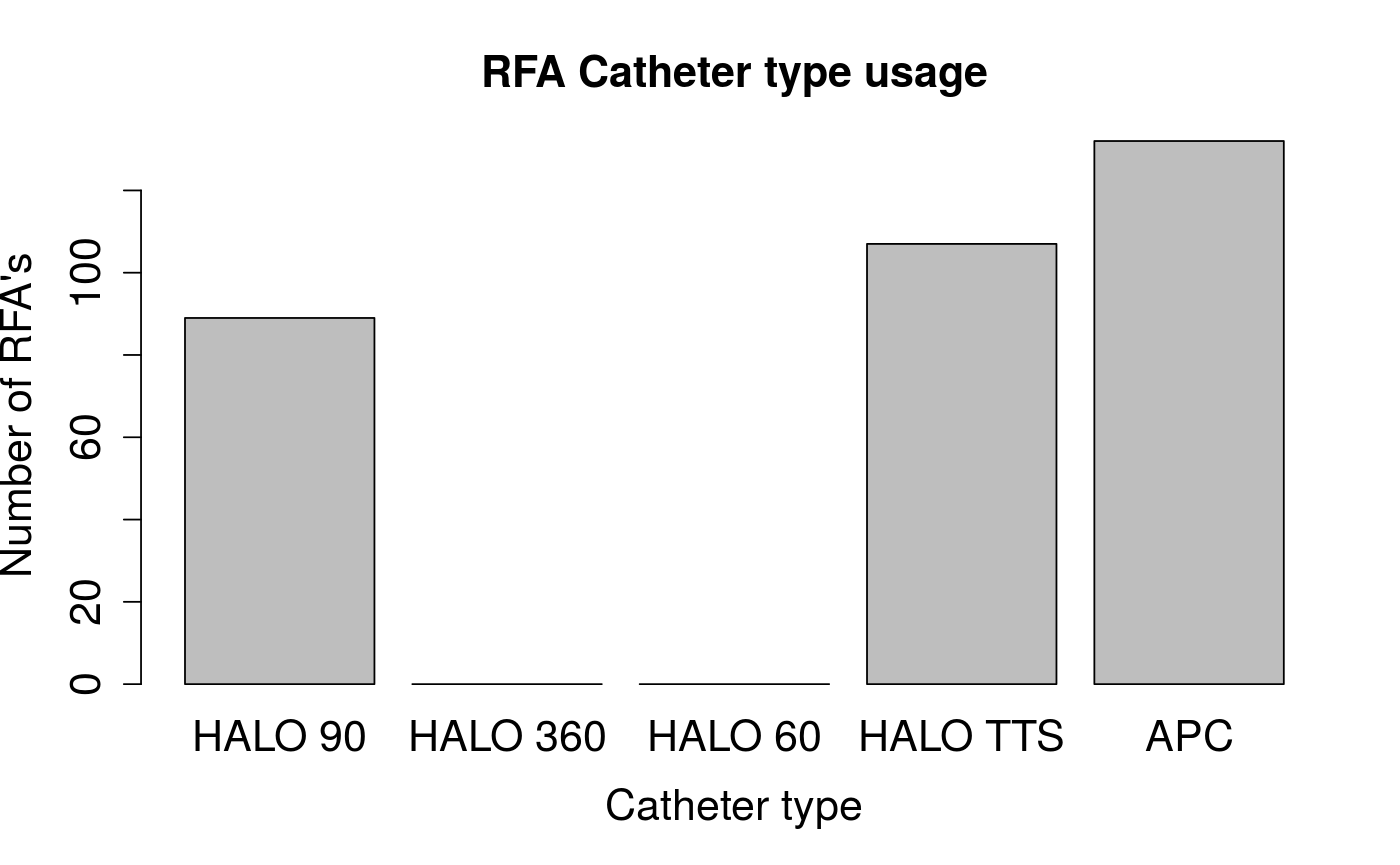 RFA Catheter type usage
Number of RFA's
100
60
20
0
HALO 90 HALO 360 HALO 60 HALO TTS APC
Catheter type